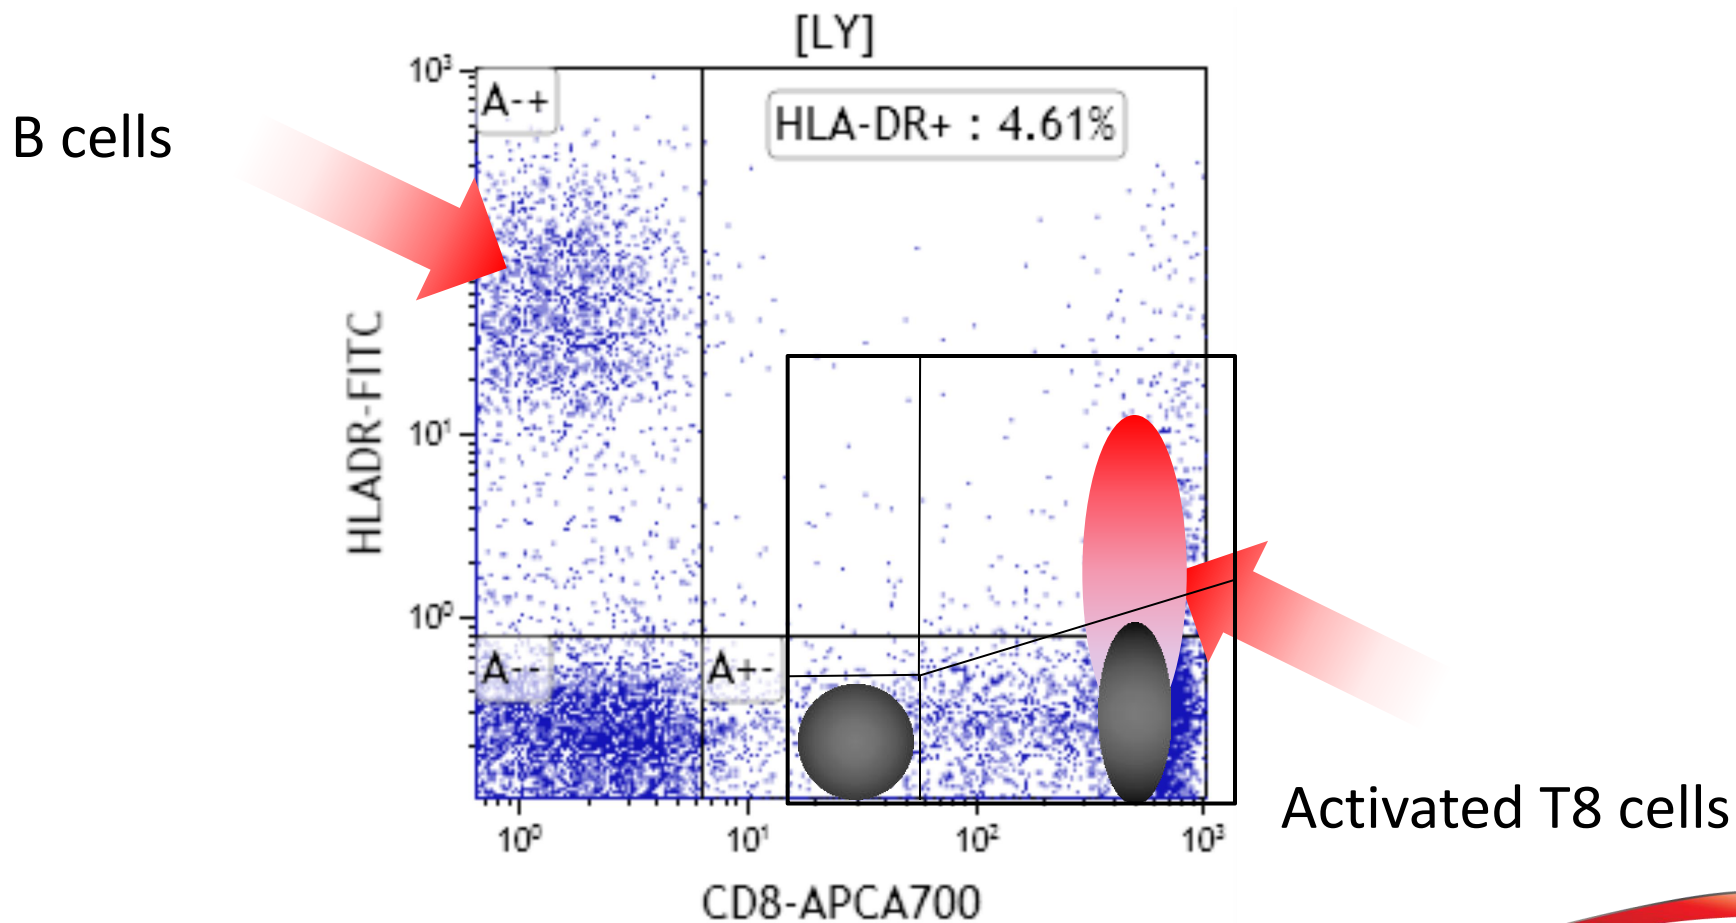 [LY]
10³
A-+
HLA-DR+ : 4.61%
B cells
HLADR-FITC
10¹
10⁰
A--
A+-
10⁰
10¹
10²
10³
Activated T8 cells
CD8-APCA700